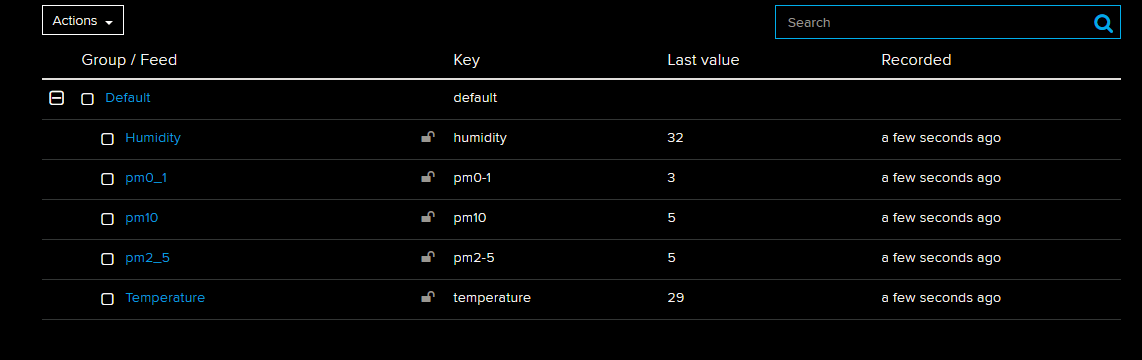 Actions
Search
Group / Feed Key Last value Recorded
Default default
Humidity humidity 32 a few seconds ago
pm0_1 pm0-1 3 a few seconds ago
pm10 pm10 5 a few seconds ago
pm2_5 pm2-5 5 a few seconds ago
Temperature temperature 29 a few seconds ago